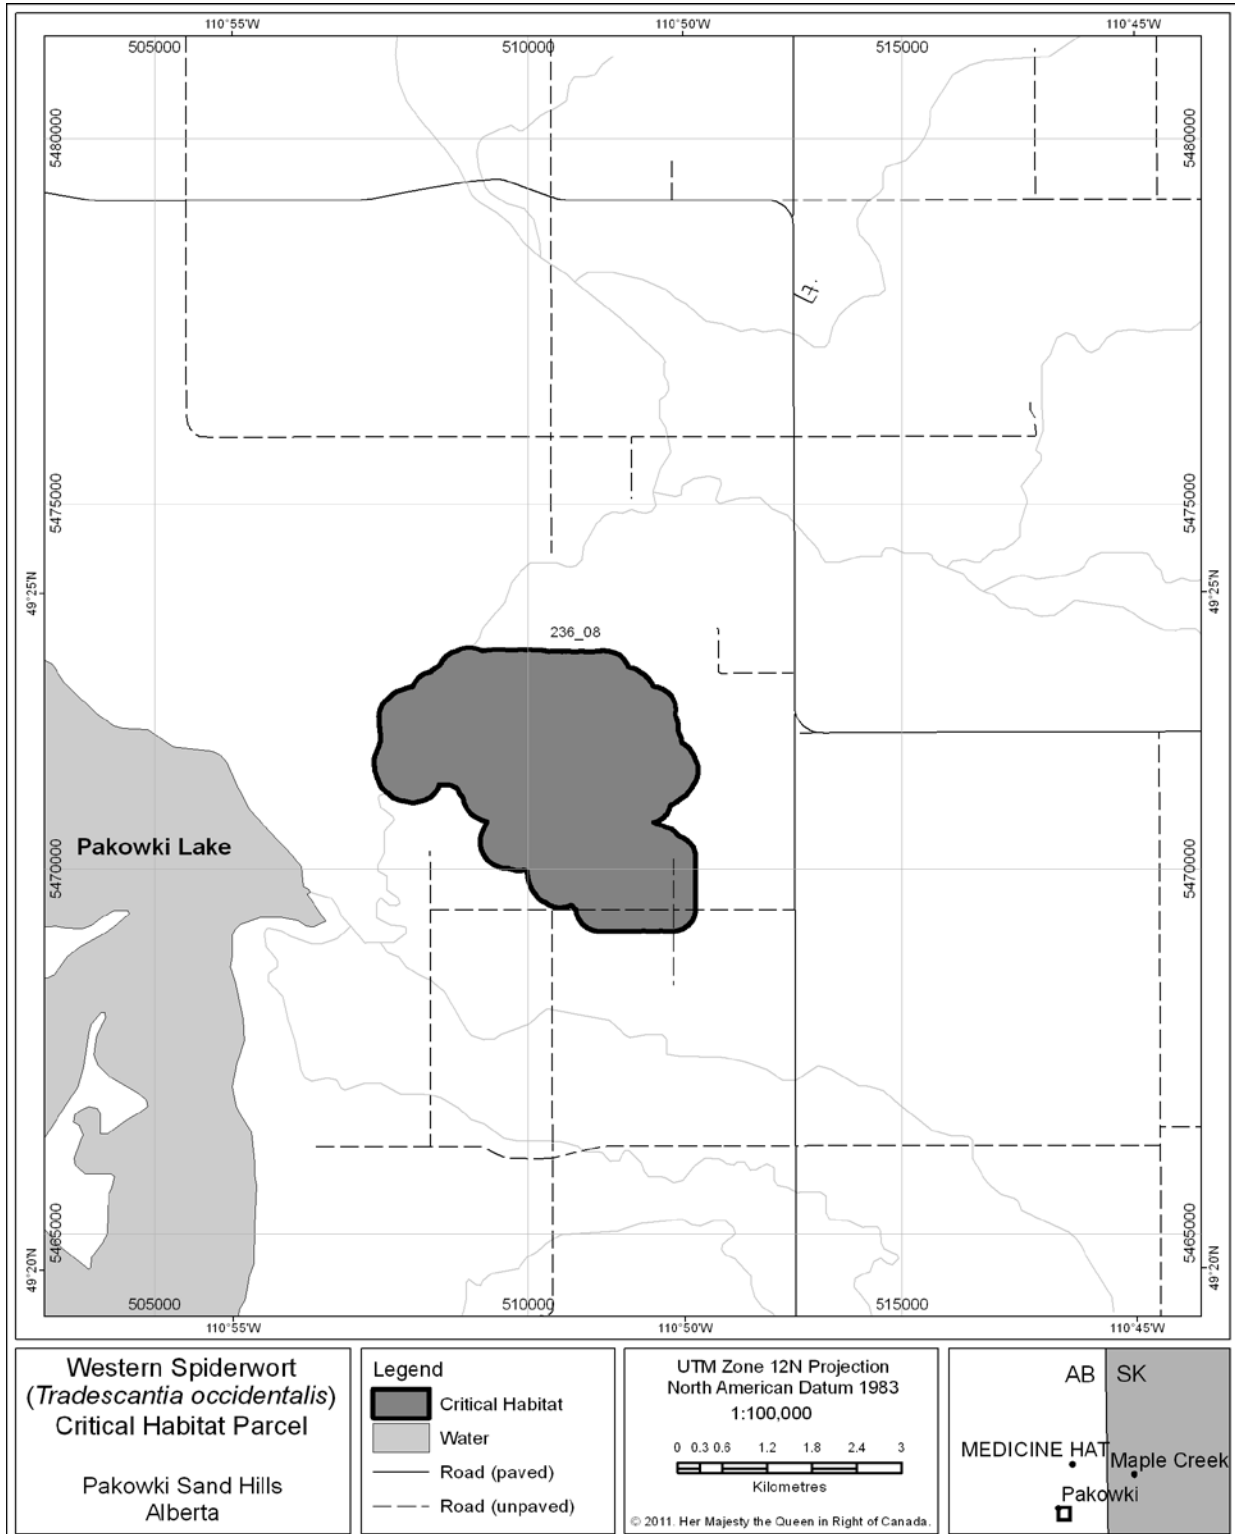 110°55'W 110°50'W 110°45'W
505000 510000 515000
5480000 5480000
5475000 5475000
49°25'N 49°25'N
236_08
Pakowki Lake
5470000 5470000
5465000 5465000
49°20'N 49°20'N
505000 510000 515000
110°55'W 110°50'W 110°45'W
Western Spiderwort
(Tradescantia occidentalis)
Critical Habitat Parcel
Pakowki Sand Hills
Alberta
Legend
Critical Habitat
Water
Road (paved)
Road (unpaved)
UTM Zone 12N Projection
North American Datum 1983
1:100,000
0 0.3 0.6 1.2 1.8 2.4 3
Kilometres
© 2011. Her Majesty the Queen in Right of Canada.
AB SK
MEDICINE HAT
Maple Creek
Pakowki